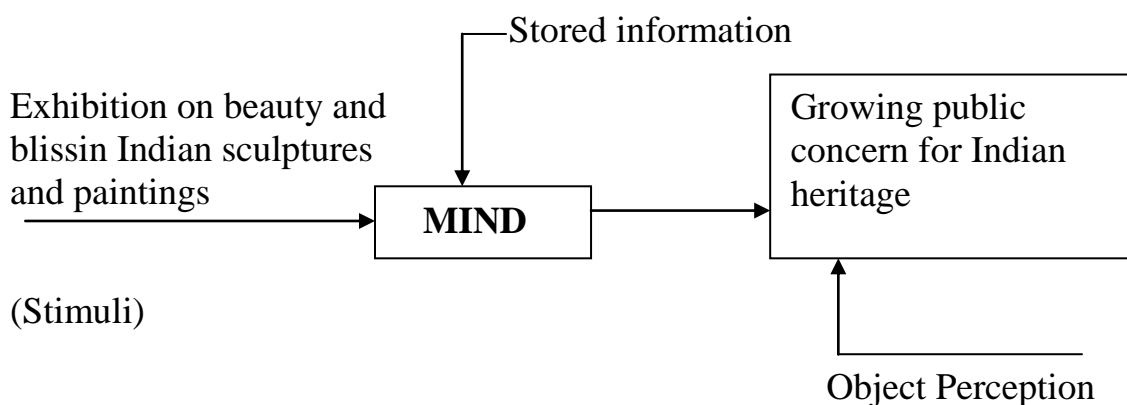 Stored information
Exhibition on beauty and
blissin Indian sculptures
and paintings
MIND
Growing public
concern for Indian
heritage
(Stimuli)
Object Perception